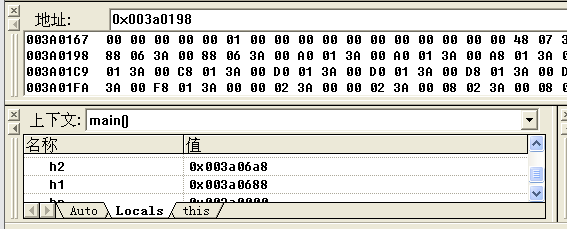 地址: 0x003a0198
003A0167 00 00 00 00 00 01 00 00 00 00 00 00 00 00 48 07 3
003A0198 88 06 3A 00 88 06 3A 00 A0 01 3A 00 A0 01 3A 00 A8 01 3A 0
003A01C9 01 3A 00 C8 01 3A 00 D0 01 3A 00 D0 01 3A 00 D8 01 3A 00 D
003A01FA 3A 00 F8 01 3A 00 00 02 3A 00 00 02 3A 00 08 02 3A 00 08 0
上下文: main()
名称 值
h2 0x003a06a8
h1 0x003a0688
Auto Locals this